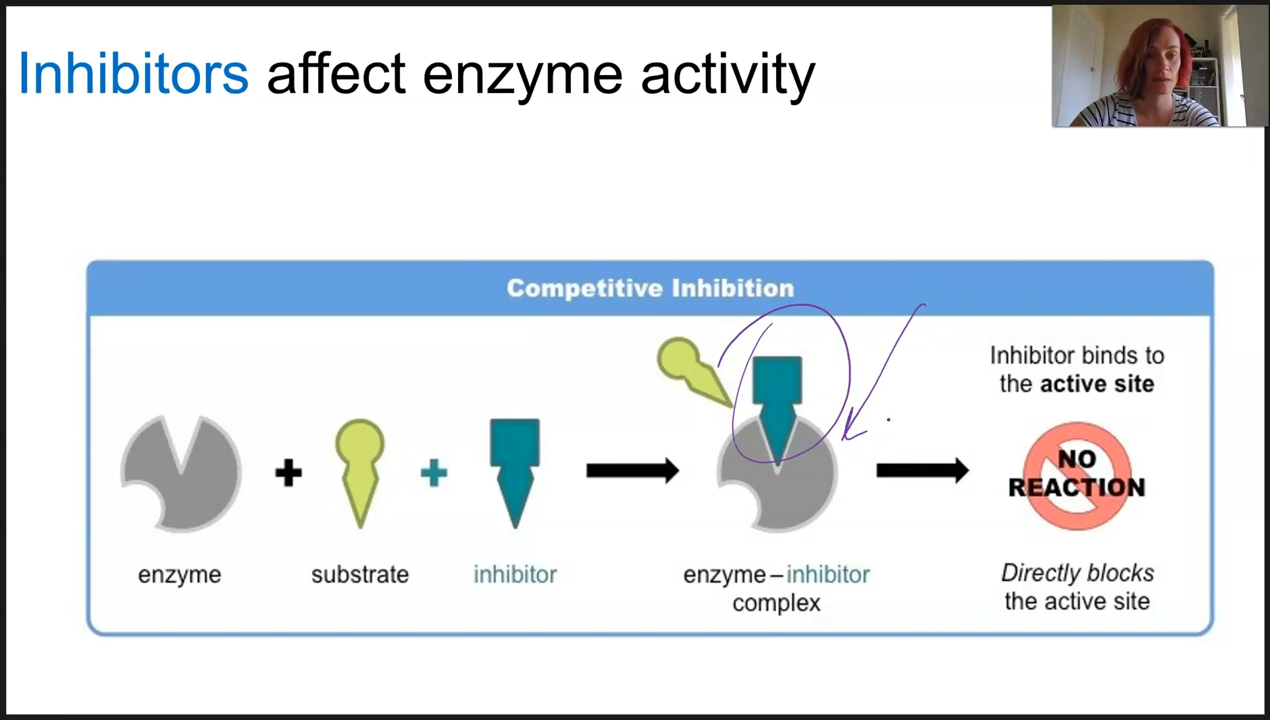 Inhibitors affect enzyme activity
Competitive Inhibition
Inhibitor binds to
the active site
NO
REACTION
enzyme
+
substrate
+
inhibitor
enzyme – inhibitor
complex
Directly blocks
the active site